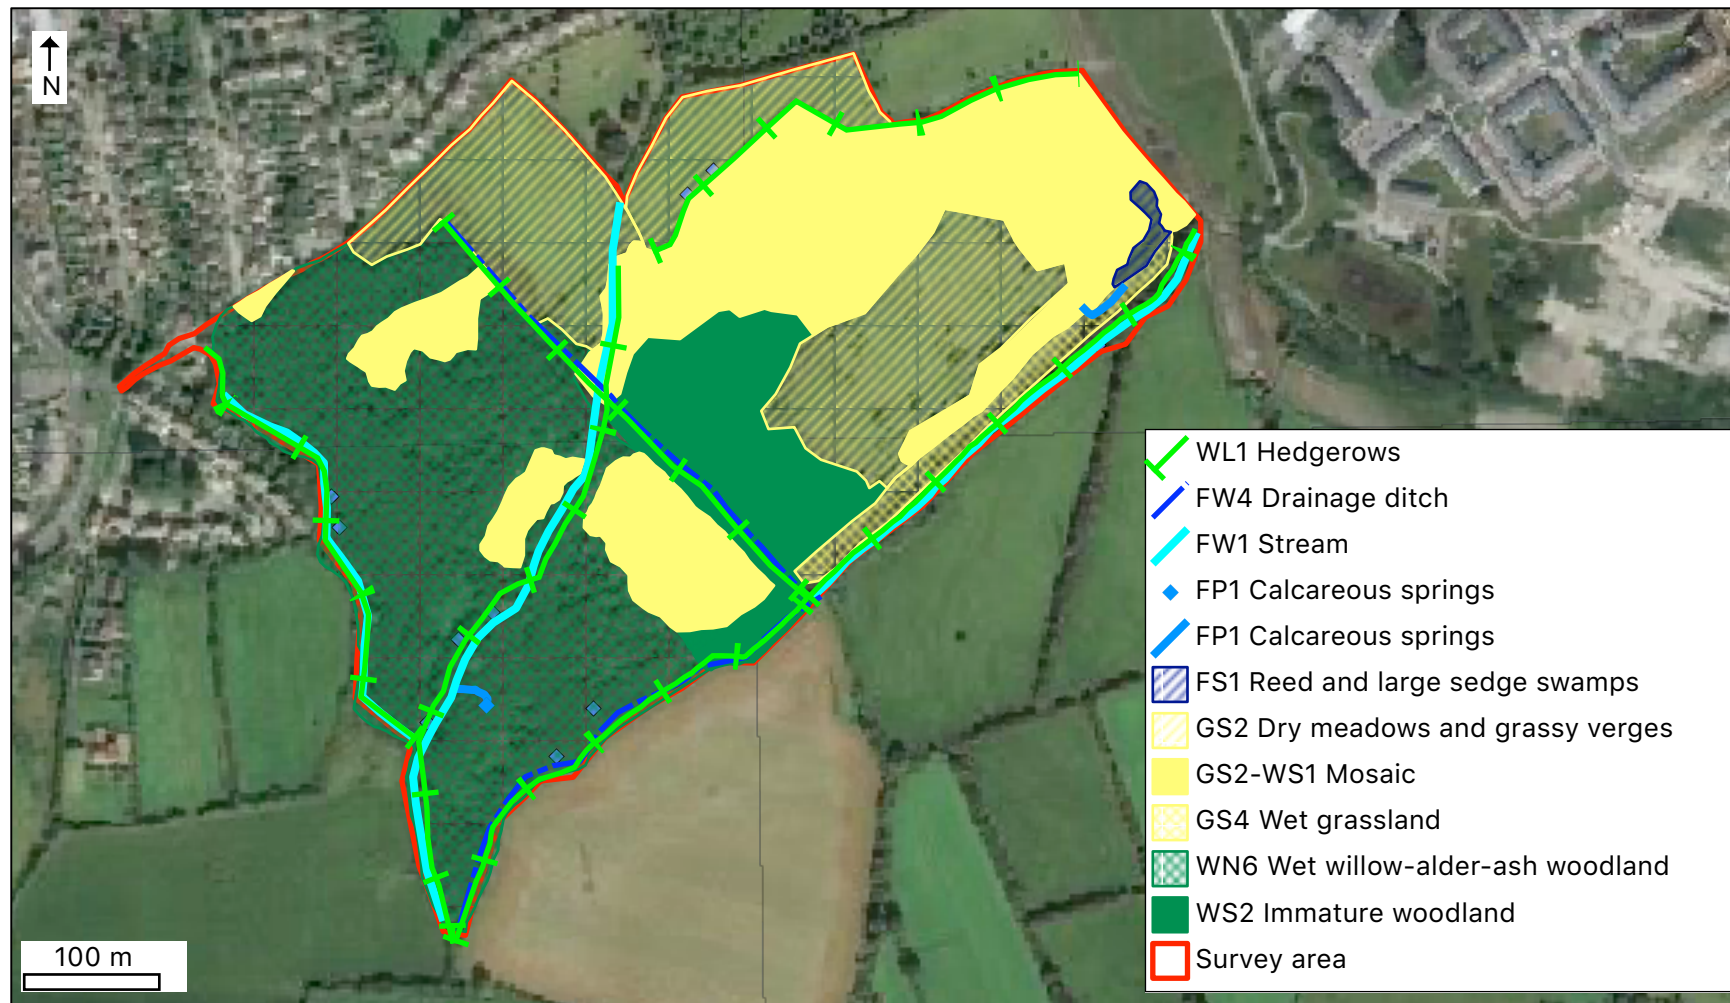 N
WL1 Hedgerows
FW4 Drainage ditch
FW1 Stream
FP1 Calcareous springs
FP1 Calcareous springs
FS1 Reed and large sedge swamps
GS2 Dry meadows and grassy verges
GS2-WS1 Mosaic
GS4 Wet grassland
WN6 Wet willow-alder-ash woodland
WS2 Immature woodland
Survey area
100 m